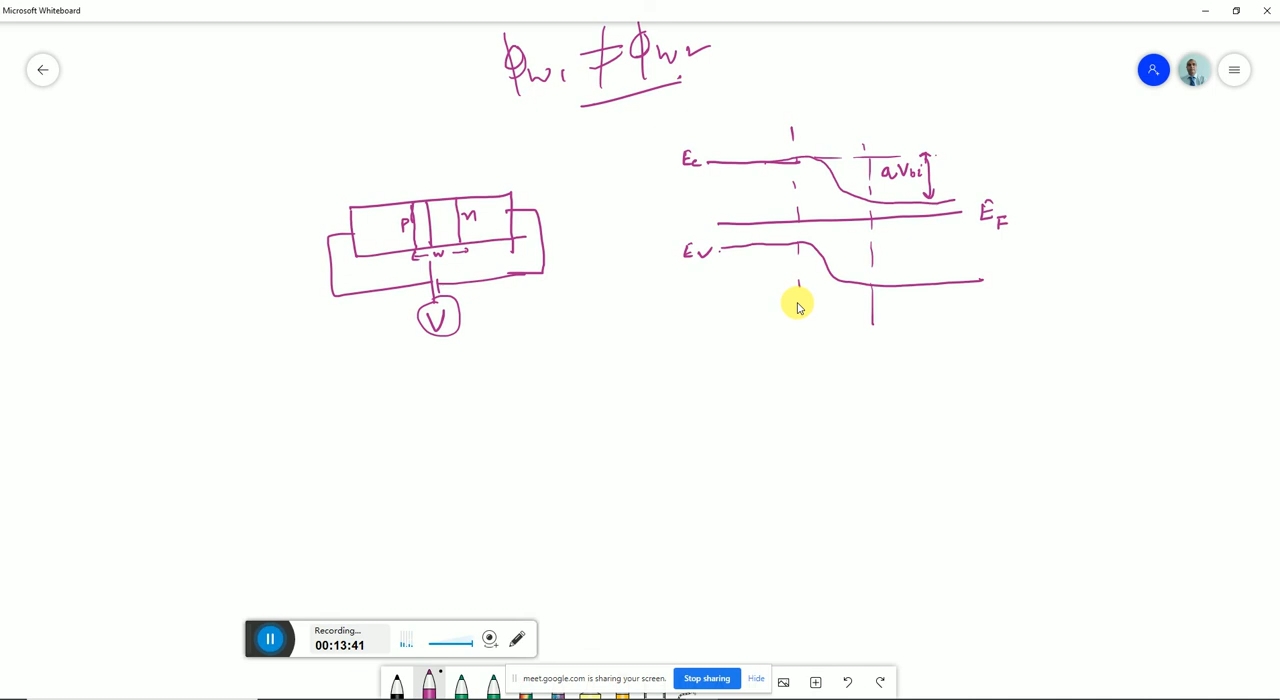 Microsoft Whiteboard
ϕw₁ ≠ ϕw₂
Ec
qVbi
EF
Ev
P
n
w
V
Recording...
00:13:41
meet.google.com is sharing your screen.
Stop sharing
Hide